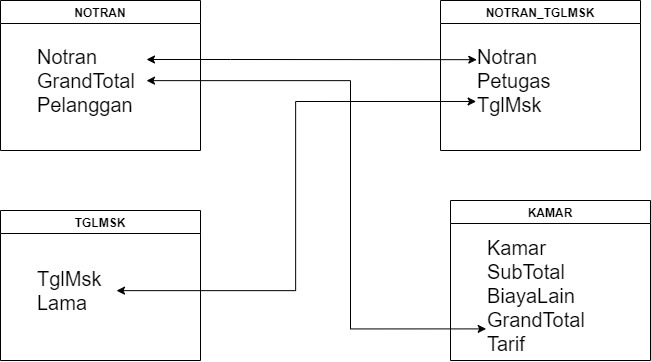 NOTRAN
Notran
GrandTotal
Pelanggan
NOTRAN_TGLMSK
Notran
Petugas
TglMsk
TGLMSK
TglMsk
Lama
KAMAR
Kamar
SubTotal
BiayaLain
GrandTotal
Tarif